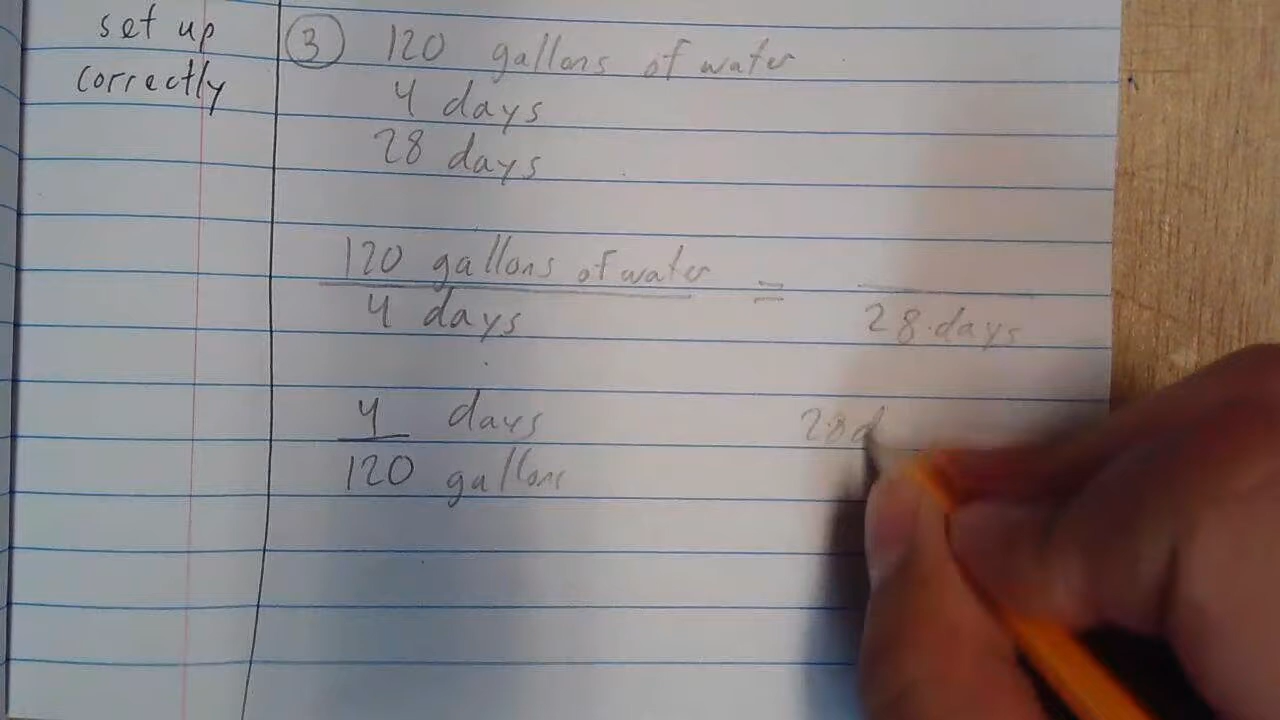 set up
correctly
3 120 gallons of water
4 days
28 days
120 gallons of water =
4 days 28 days
4 days 28 d
120 gallons